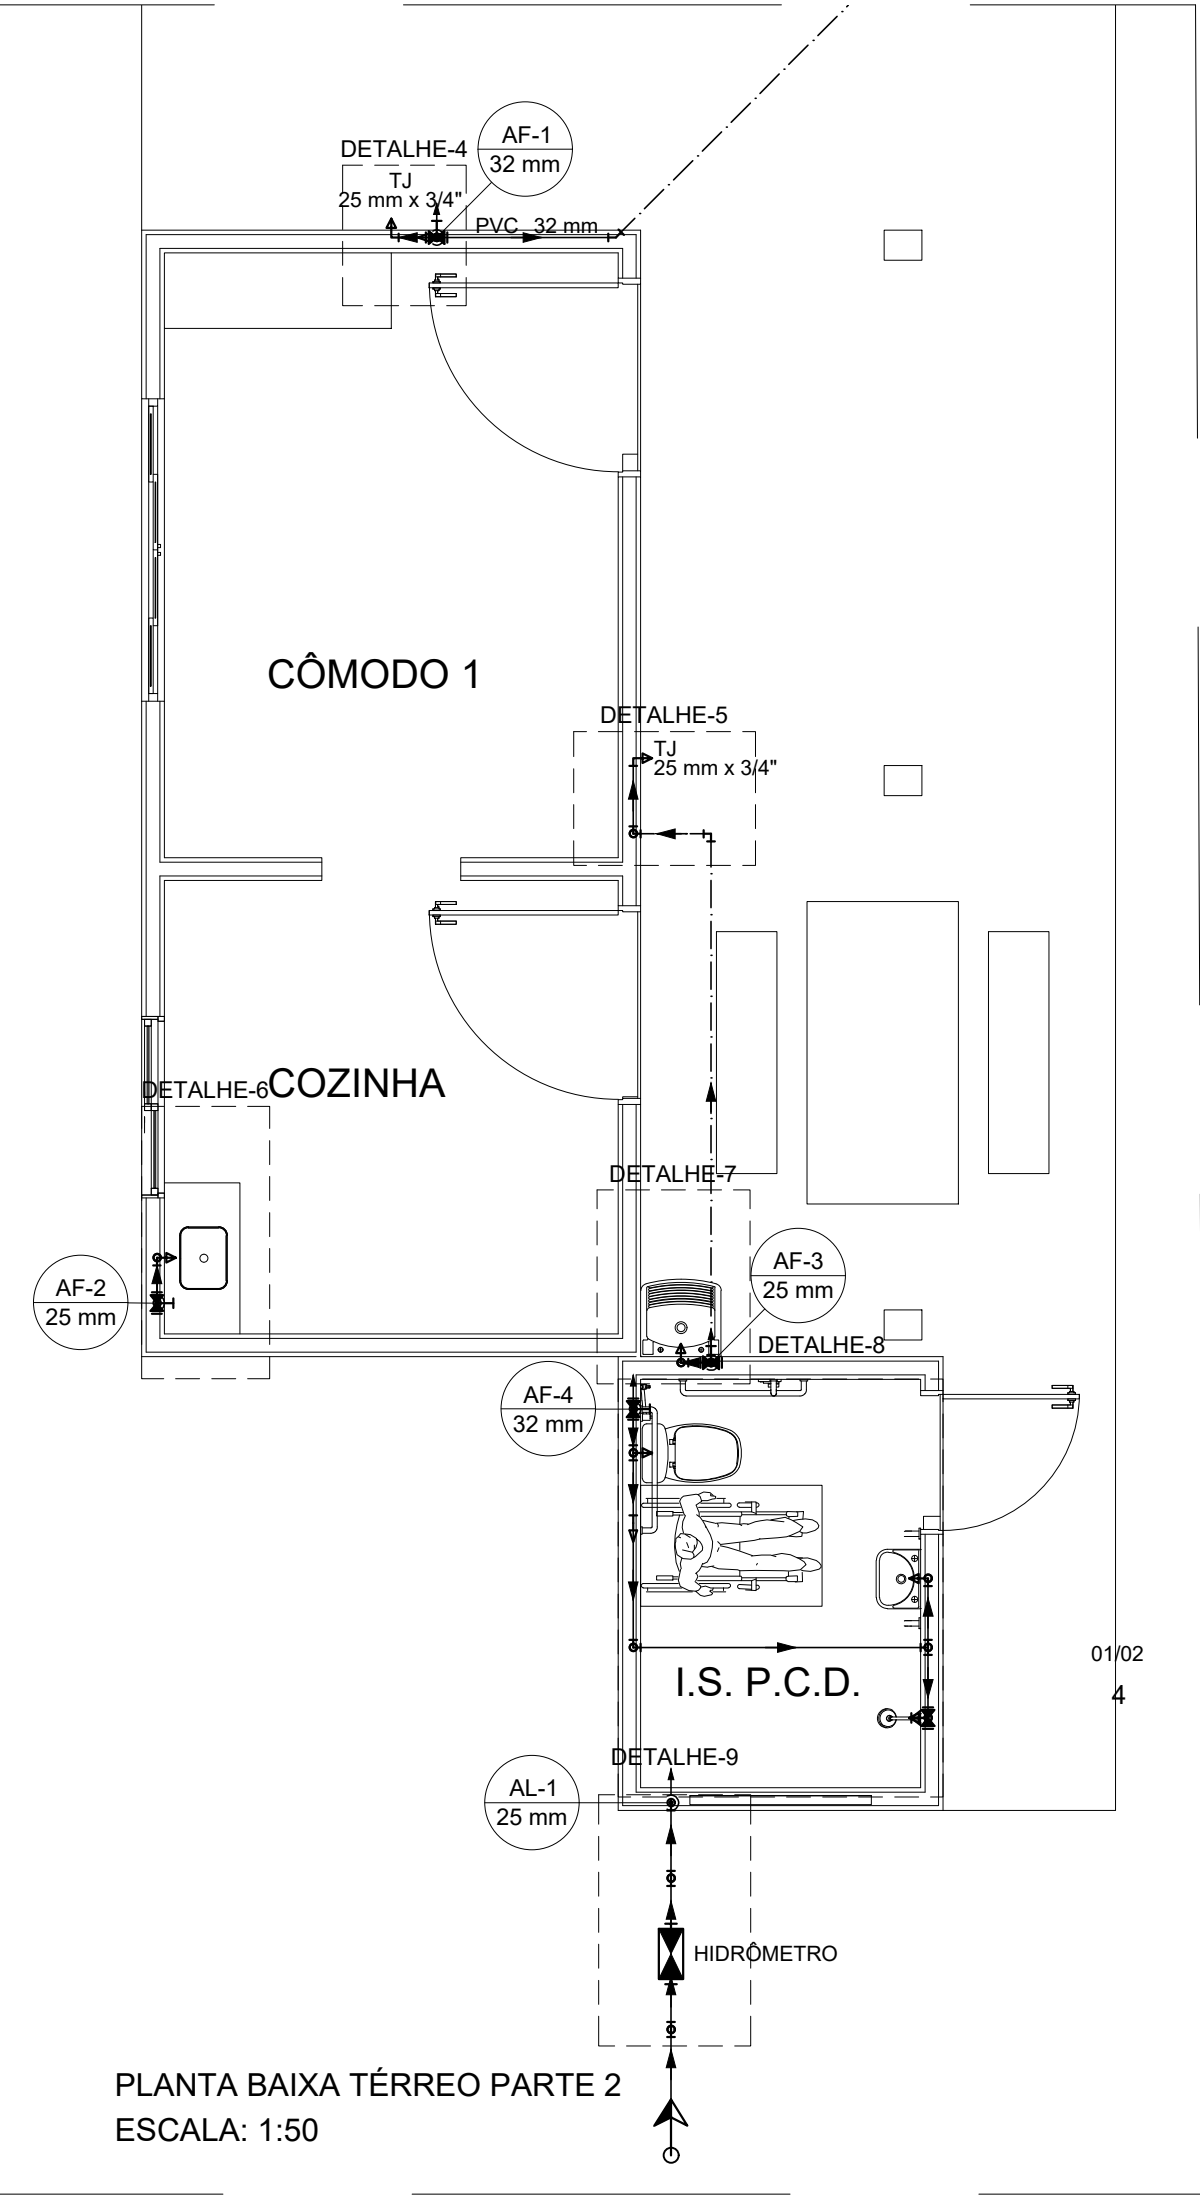 AF-1
32 mm
DETALHE-4
TJ
25 mm x 3/4"
PVC 32 mm
CÔMODO 1
DETALHE-5
TJ
25 mm x 3/4"
DETALHE-6
COZINHA
DETALHE-7
AF-2
25 mm
AF-3
25 mm
DETALHE-8
AF-4
32 mm
01/02
4
I.S. P.C.D.
DETALHE-9
AL-1
25 mm
HIDRÔMETRO
PLANTA BAIXA TÉRREO PARTE 2
ESCALA: 1:50